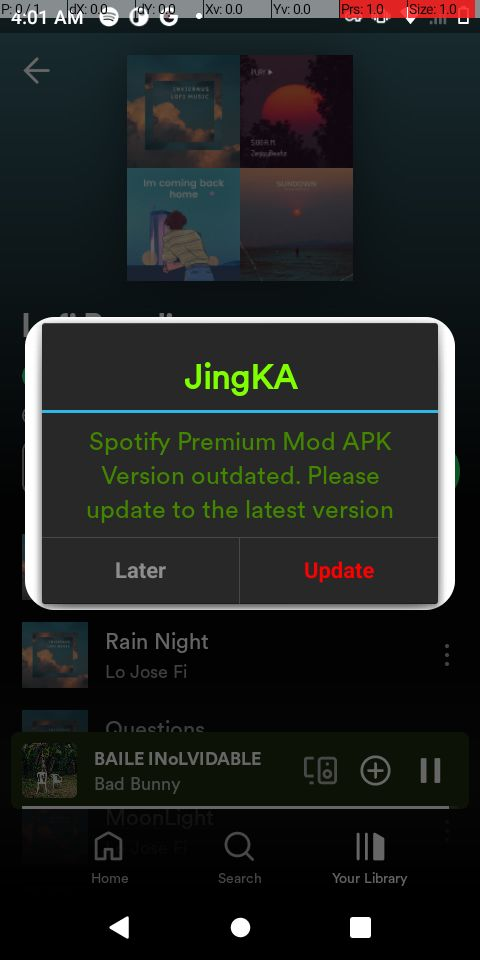 P: 0 / 1 dX: 0.0 dY: 0.0 Xv: 0.0 Yv: 0.0 Prs: 1.0 Size: 1.0
4:01 AM
INVIERNUS
LOFI MUSIC
PLAY
Im coming back
home
SUNDOWN
JingKA
Spotify Premium Mod APK
Version outdated. Please
update to the latest version
Later Update
Rain Night
Lo Jose Fi
Questions
BAILE INoLVIDABLE
Bad Bunny
MoonLight
Jose Fi
Home Search Your Library